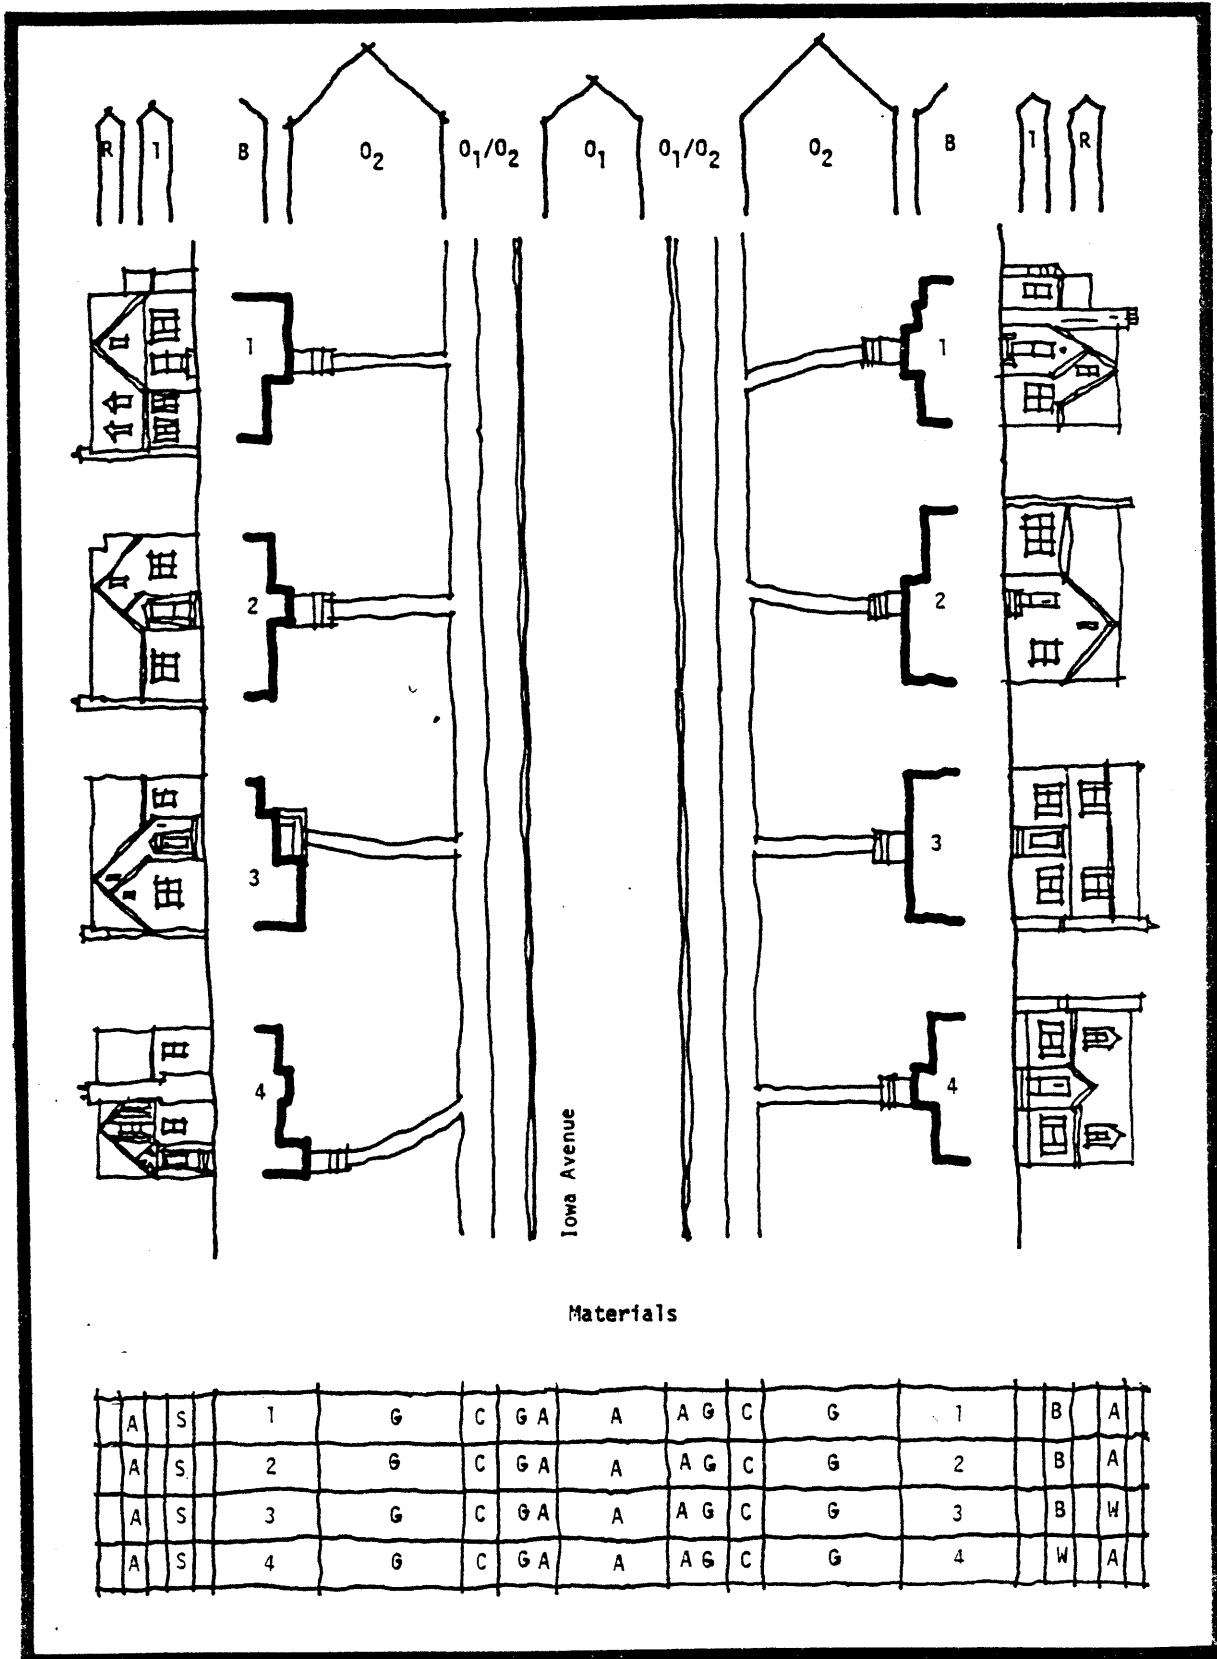 R 1 B O₂ O₁/O₂ O₁ O₁/O₂ O₂ B 1 R
1 1
2 2
3 3
4 4
Iowa Avenue
Materials
A S 1 G C G A A A G C G 1 B A
A S 2 G C G A A A G C G 2 B A
A S 3 G C G A A A G C G 3 B W
A S 4 G C G A A A G C G 4 W A